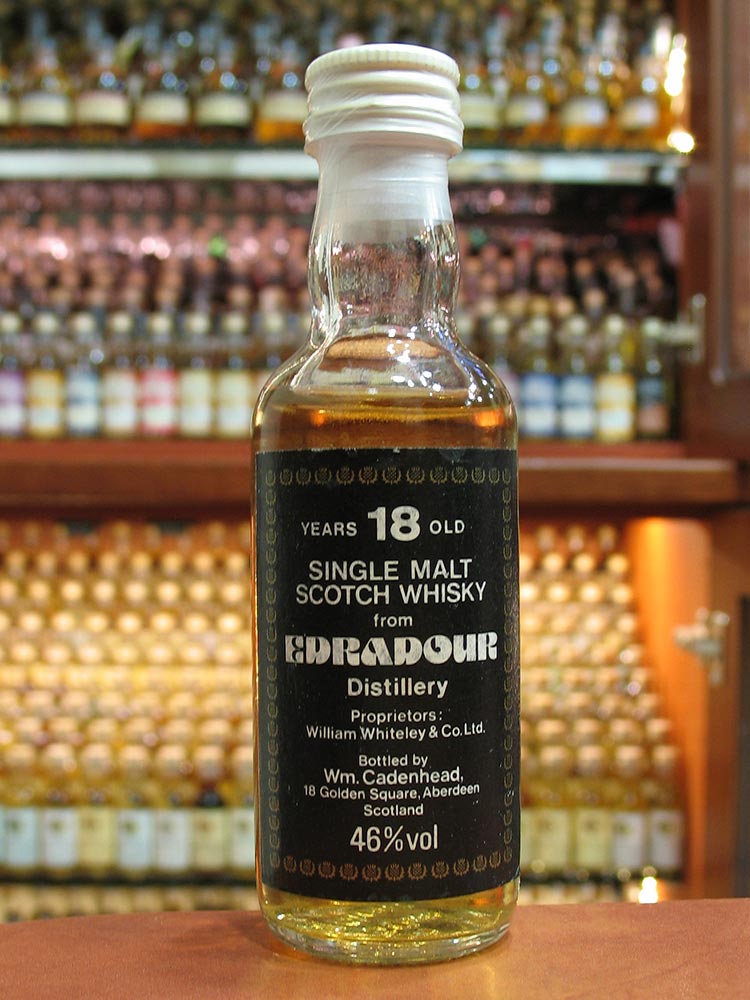 YEARS 18 OLD
SINGLE MALT
SCOTCH WHISKY
from
EDRADOUR
Distillery
Proprietors:
William Whiteley & Co. Ltd.
Bottled by
Wm. Cadenhead,
18 Golden Square, Aberdeen
Scotland
46%vol